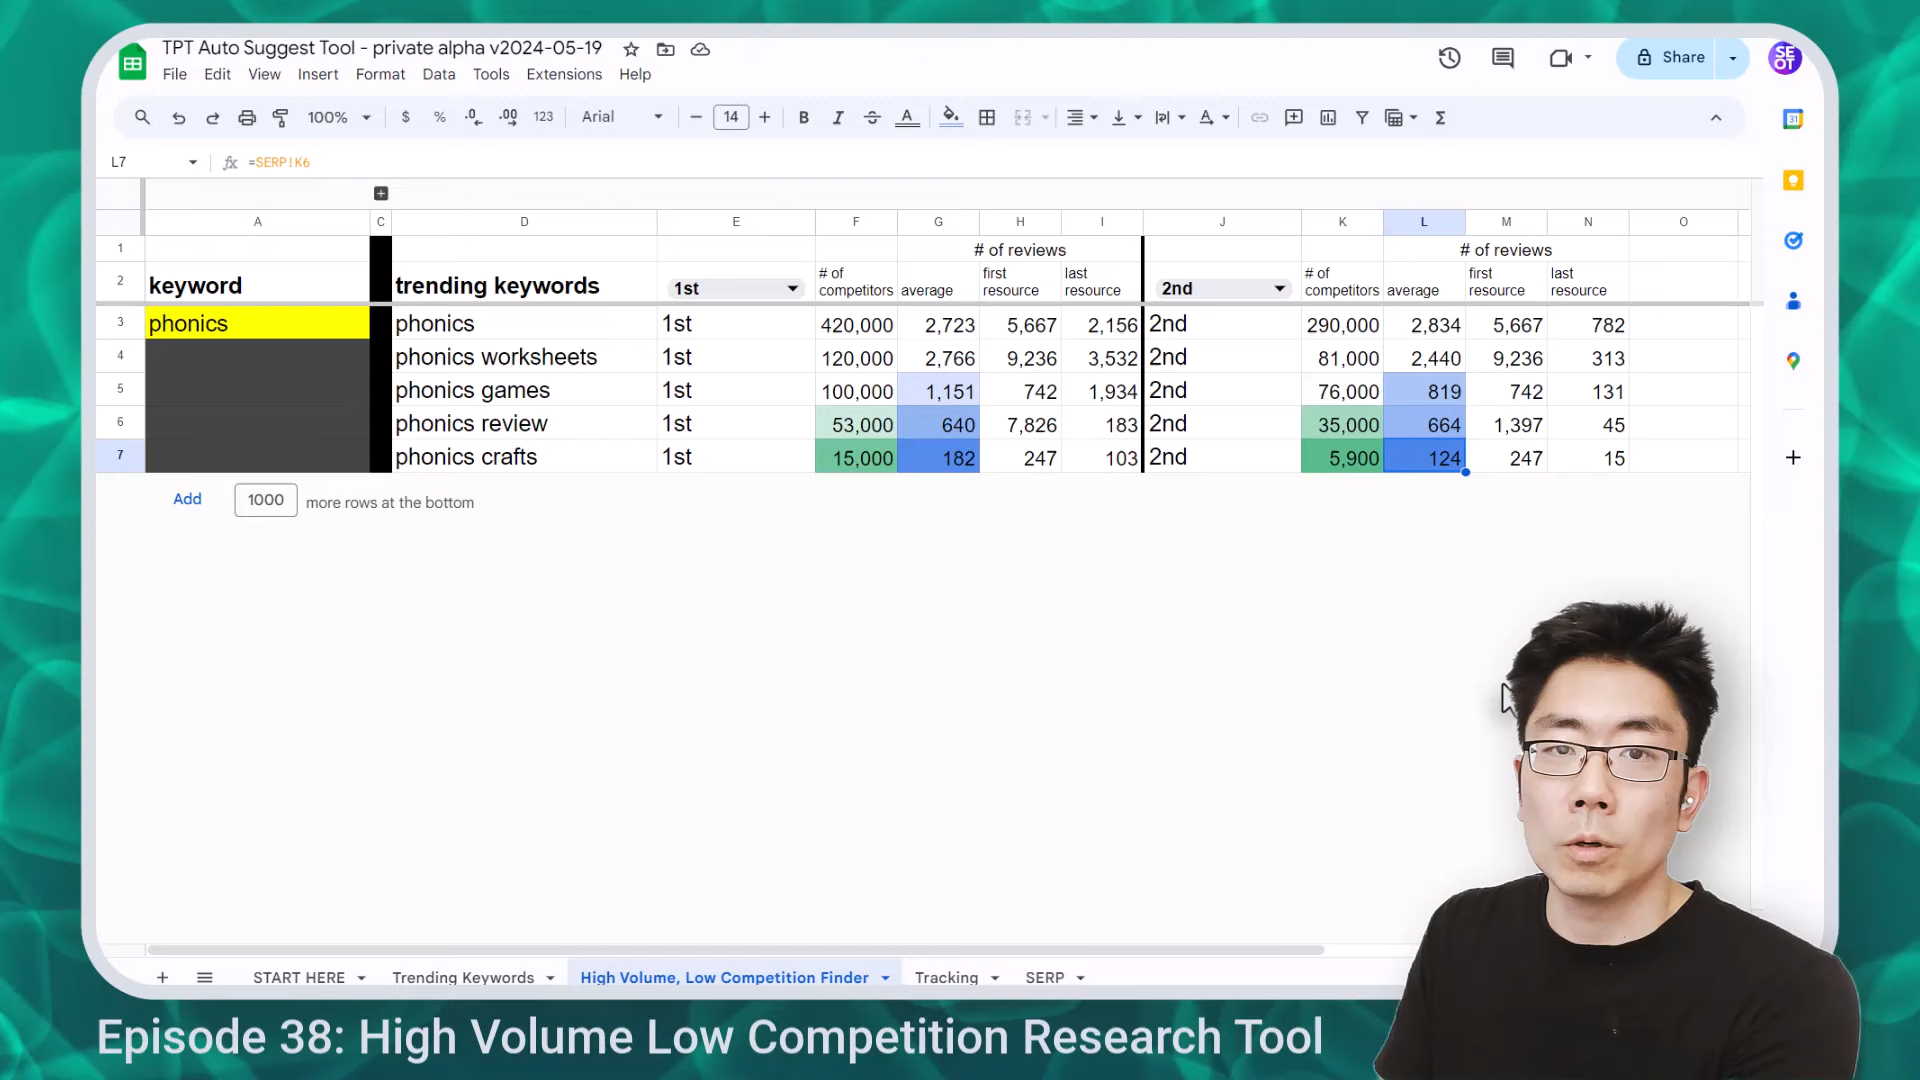 TPT Auto Suggest Tool - private alpha v2024-05-19
File Edit View Insert Format Data Tools Extensions Help
Share
SE OT
100% $ % .0 .00 123 Arial 14 B I A
31
L7 fx =SERP!K6
A C D E F G H I J K L M N O
1 # of reviews # of reviews
2 keyword trending keywords 1st # of competitors average first resource last resource 2nd # of competitors average first resource last resource
3 phonics phonics 1st 420,000 2,723 5,667 2,156 2nd 290,000 2,834 5,667 782
4 phonics worksheets 1st 120,000 2,766 9,236 3,532 2nd 81,000 2,440 9,236 313
5 phonics games 1st 100,000 1,151 742 1,934 2nd 76,000 819 742 131
6 phonics review 1st 53,000 640 7,826 183 2nd 35,000 664 1,397 45
7 phonics crafts 1st 15,000 182 247 103 2nd 5,900 124 247 15
Add 1000 more rows at the bottom
START HERE Trending Keywords High Volume, Low Competition Finder Tracking SERP
Episode 38: High Volume Low Competition Research Tool